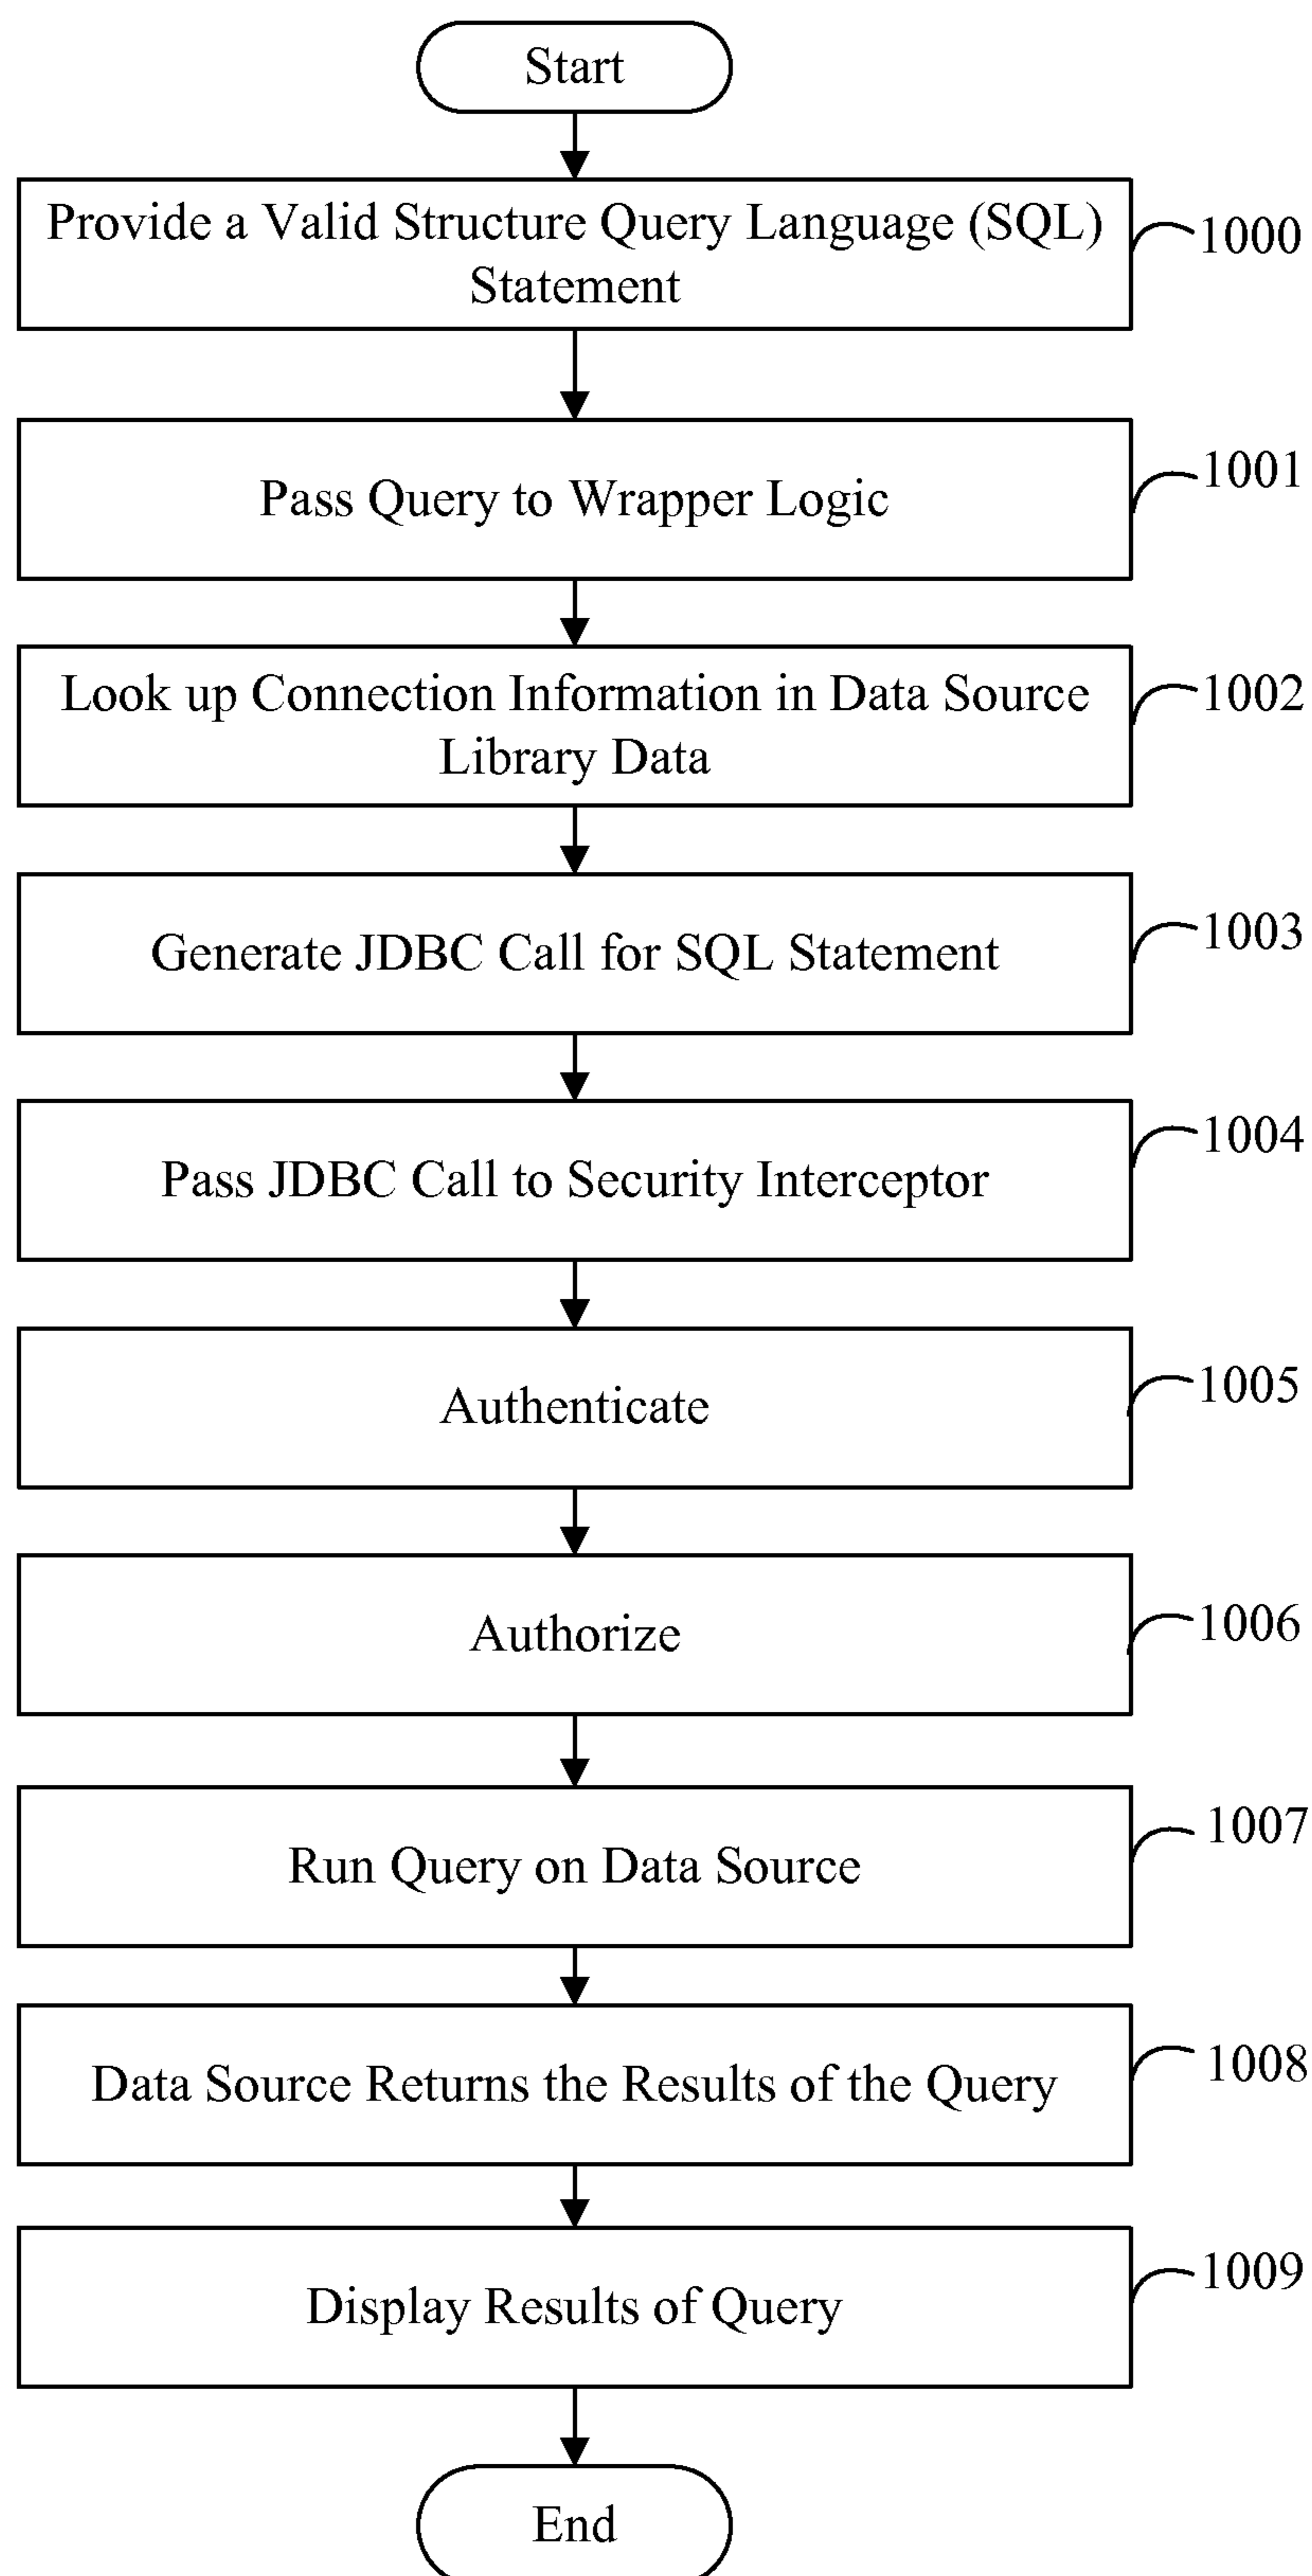 Start
Provide a Valid Structure Query Language (SQL)
Statement
1000
Pass Query to Wrapper Logic
1001
Look up Connection Information in Data Source
Library Data
1002
Generate JDBC Call for SQL Statement
1003
Pass JDBC Call to Security Interceptor
1004
Authenticate
1005
Authorize
1006
Run Query on Data Source
1007
Data Source Returns the Results of the Query
1008
Display Results of Query
1009
End